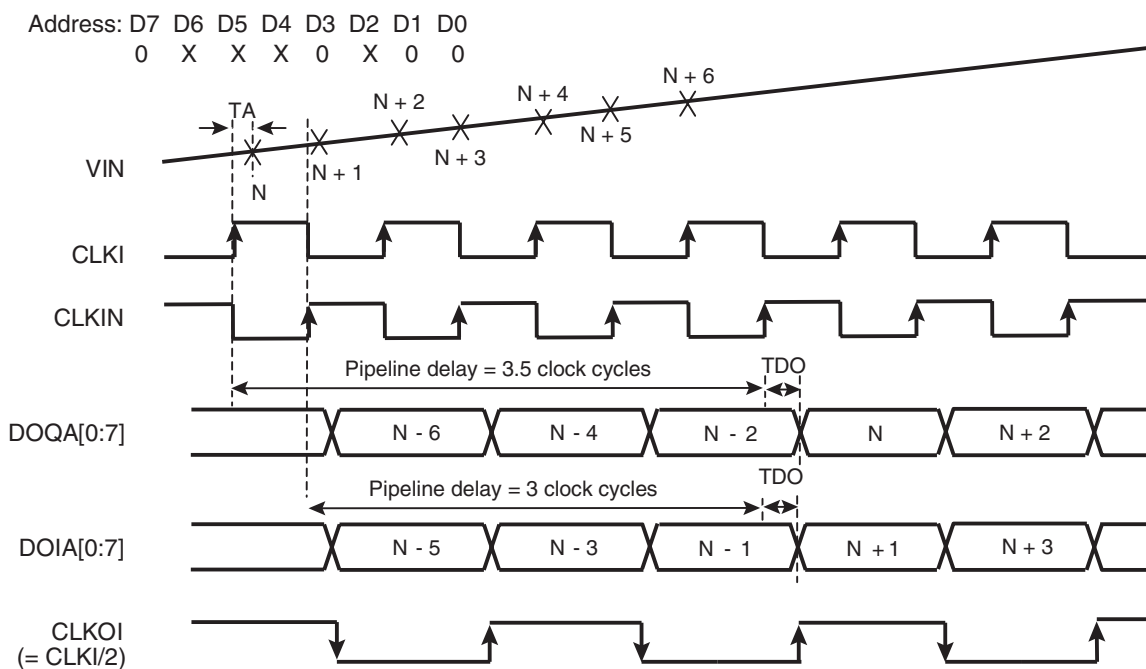 Address: D7 D6 D5 D4 D3 D2 D1 D0
0 X X X 0 X 0 0
TA
N + 6
N + 4
N + 2
N + 5
N + 3
N + 1
N
VIN
CLKI
CLKIN
Pipeline delay = 3.5 clock cycles
TDO
DOQA[0:7]
N - 6
N - 4
N - 2
N
N + 2
TDO
Pipeline delay = 3 clock cycles
DOIA[0:7]
N - 5
N - 3
N - 1
N + 1
N + 3
CLKOI
(= CLKI/2)